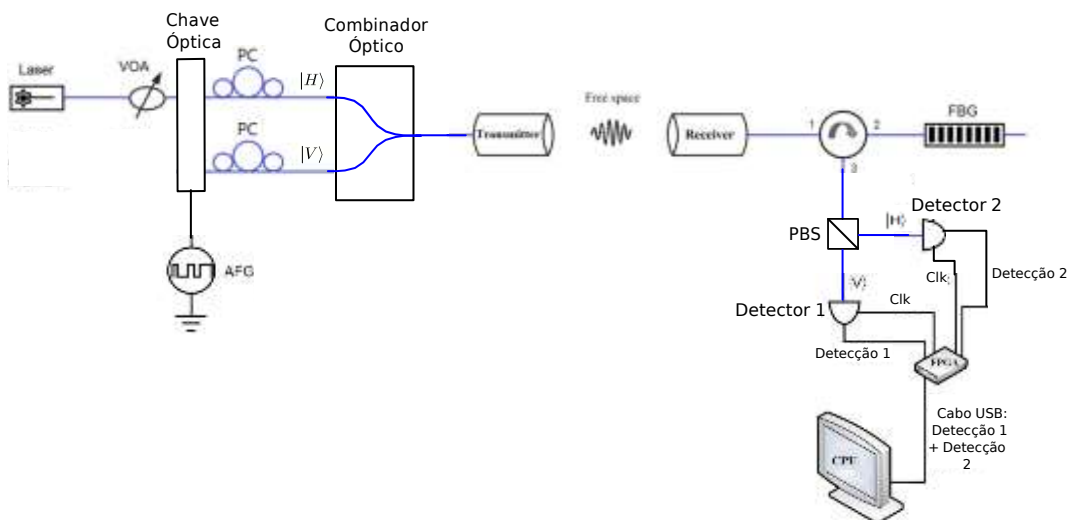 Chave
Óptica
Combinador
Óptico
Laser
VOA
PC
|H⟩
PC
|V⟩
AFG
Transmitter
Free space
Receiver
1
2
3
FBG
PBS
|H⟩
Detector 2
Clk
Detecção 2
|V⟩
Detector 1
Clk
Detecção 1
FPGA
Cabo USB:
Detecção 1
+ Detecção
2
CPU